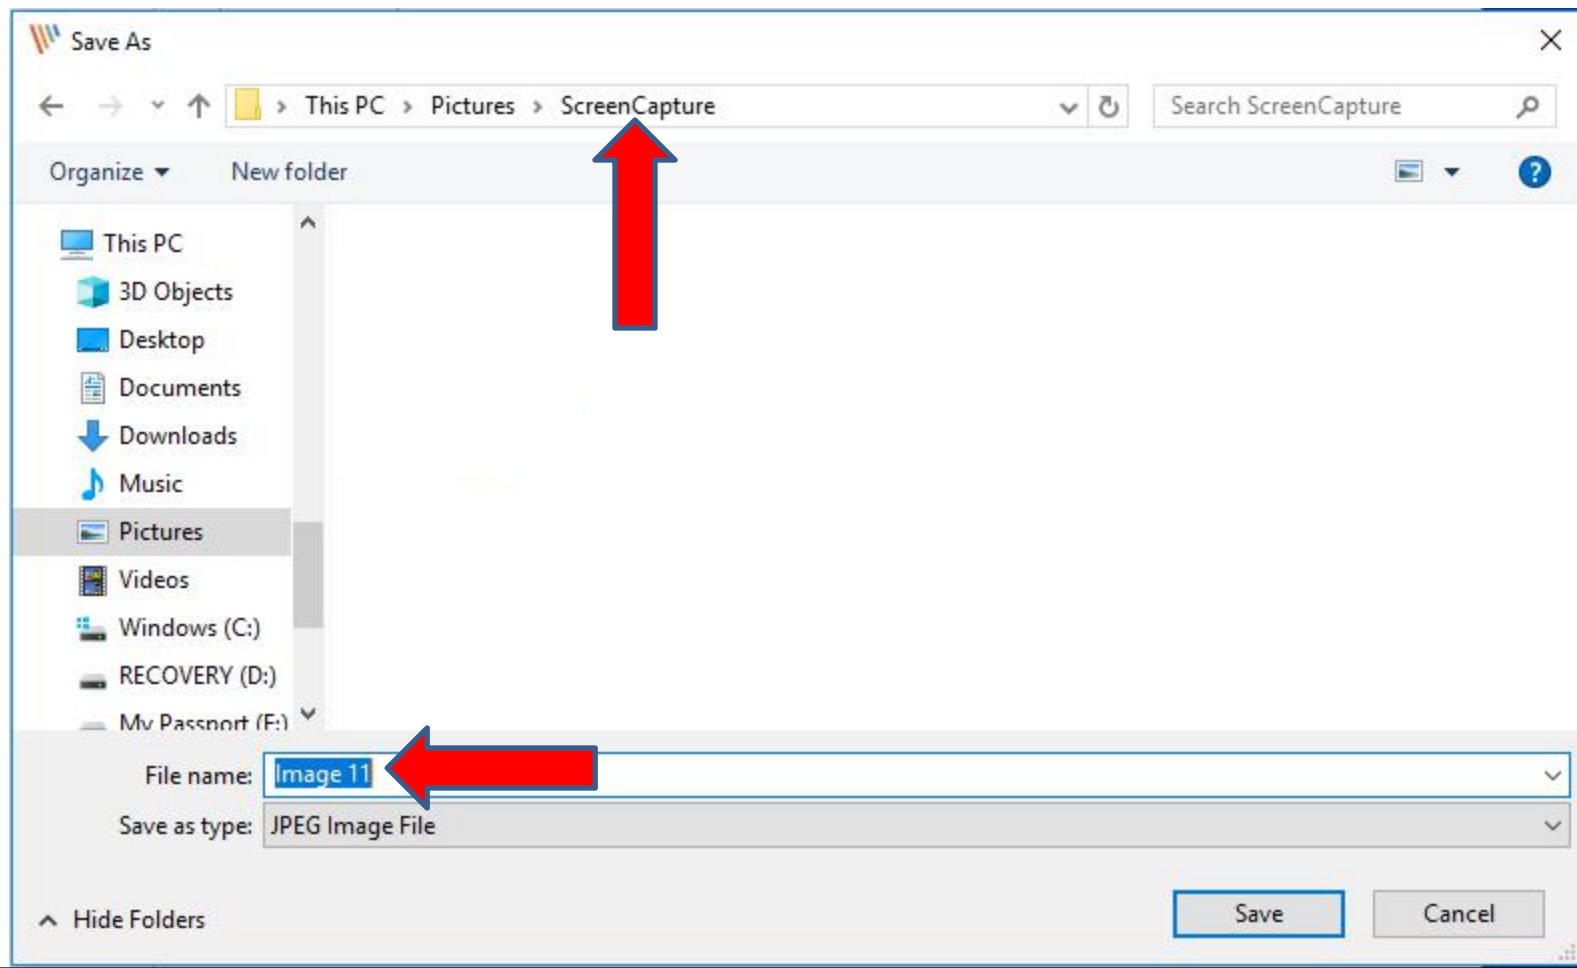 Save As
This PC > Pictures > ScreenCapture
Search ScreenCapture
Organize
New folder
?
This PC
3D Objects
Desktop
Documents
Downloads
Music
Pictures
Videos
Windows (C:)
RECOVERY (D:)
My Passport (E:)
File name: Image 11
Save as type: JPEG Image File
Hide Folders
Save
Cancel